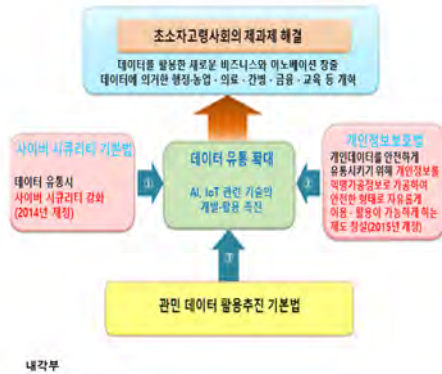 초소자고령사회의 제과제 해결
데이터를 활용한 새로운 비즈니스와 이노베이션 창출
데이터에 의거한 행정·농업·의료·간병·금융·교육 등 개혁
사이버 시큐리티 기본법
데이터 유통시
사이버 시큐리티 강화
(2014년 제정)
①
데이터 유통 확대
AI, IoT 관련 기술의
개발·활용 촉진
②
개인정보보호법
개인데이터를 안전하게
유통시키기 위해 개인정보를
익명가공정보로 가공하여
안전한 형태로 자유롭게
이용·활용이 가능하게 하는
제도 창설(2015년 개정)
③
관민 데이터 활용추진 기본법
내각부